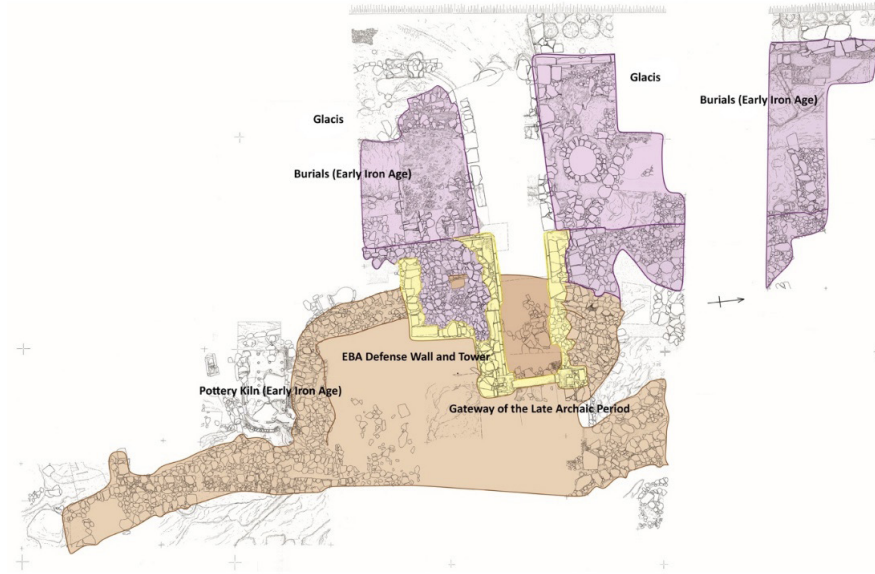 Glacis
Burials (Early Iron Age)
Glacis
Burials (Early Iron Age)
EBA Defense Wall and Tower
Pottery Kiln (Early Iron Age)
Gateway of the Late Archaic Period